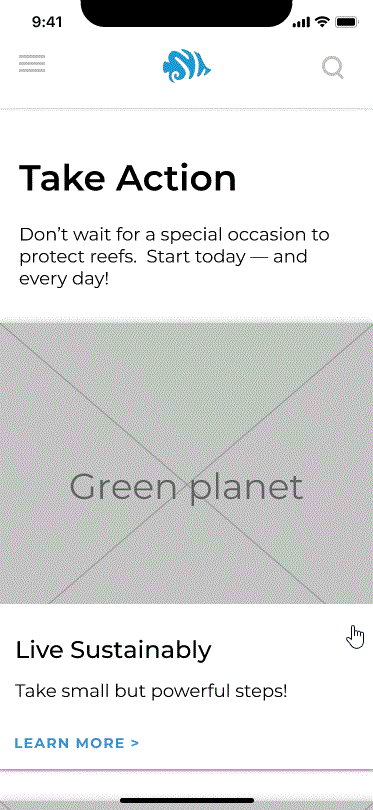 9:41
Take Action
Don’t wait for a special occasion to
protect reefs.  Start today — and
every day!
Green planet
Live Sustainably
Take small but powerful steps!
LEARN MORE >